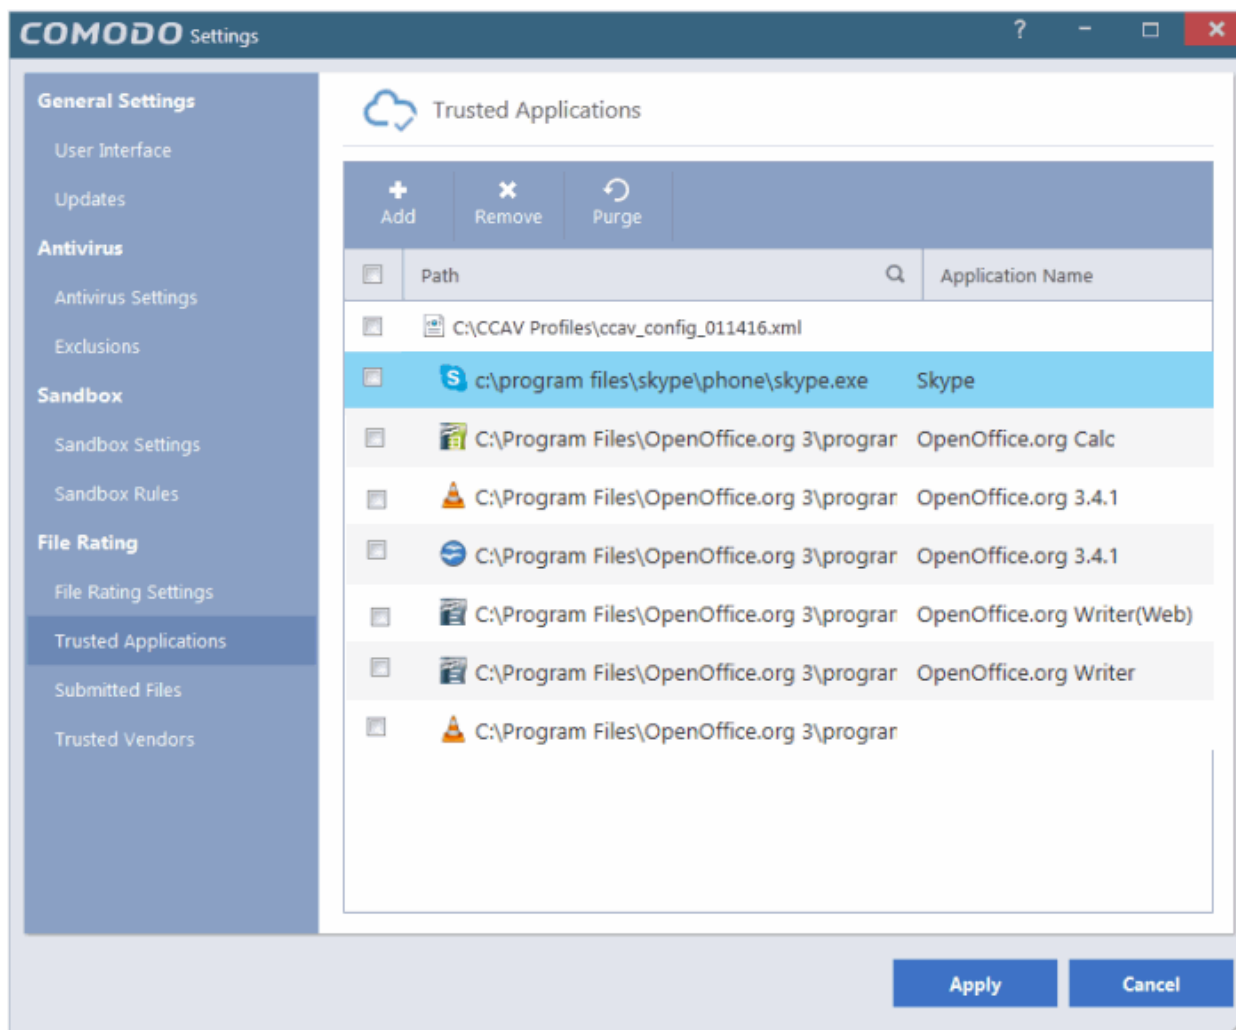 COMODO Settings ?
General Settings
User Interface
Updates
Antivirus
Antivirus Settings
Exclusions
Sandbox
Sandbox Settings
Sandbox Rules
File Rating
File Rating Settings
Trusted Applications
Submitted Files
Trusted Vendors
Trusted Applications
Add Remove Purge
Path Application Name
C:\CCAV Profiles\ccav_config_011416.xml
c:\program files\skype\phone\skype.exe Skype
C:\Program Files\OpenOffice.org 3\prograr OpenOffice.org Calc
C:\Program Files\OpenOffice.org 3\prograr OpenOffice.org 3.4.1
C:\Program Files\OpenOffice.org 3\prograr OpenOffice.org 3.4.1
C:\Program Files\OpenOffice.org 3\prograr OpenOffice.org Writer(Web)
C:\Program Files\OpenOffice.org 3\prograr OpenOffice.org Writer
C:\Program Files\OpenOffice.org 3\prograr
Apply Cancel